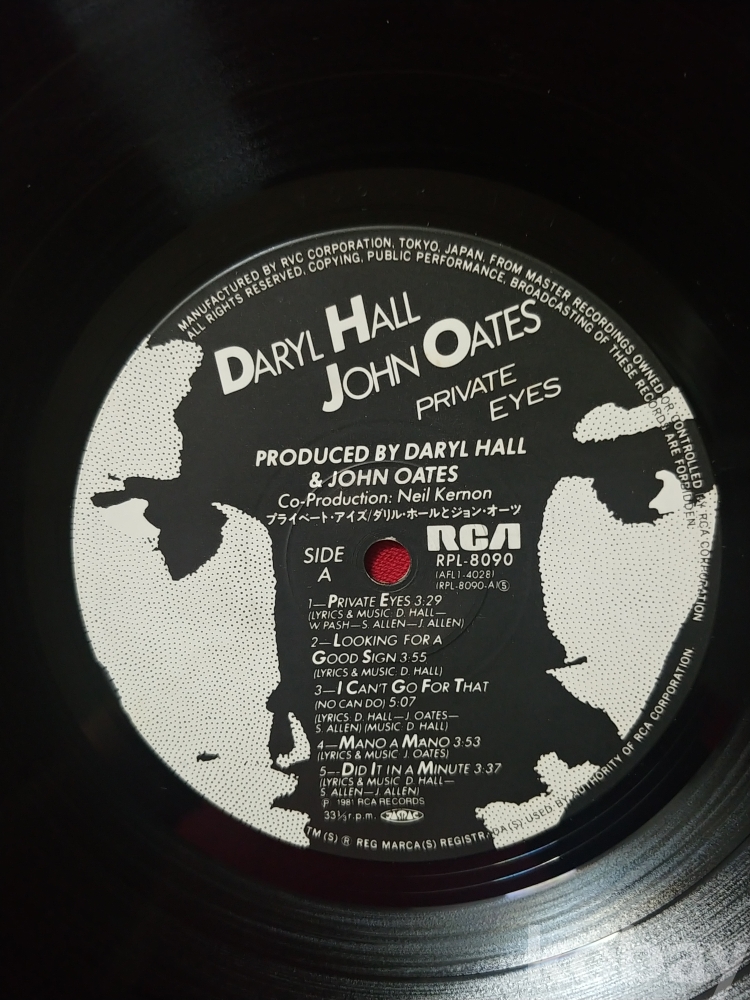 MANUFACTURED BY RVC CORPORATION, TOKYO, JAPAN, FROM MASTER RECORDINGS OWNED OR CONTROLLED BY RCA CORPORATION
ALL RIGHTS RESERVED. COPYING, PUBLIC PERFORMANCE, BROADCASTING OF THESE RECORDS ARE FORBIDDEN.
DARYL HALL
JOHN OATES
PRIVATE
EYES
PRODUCED BY DARYL HALL
& JOHN OATES
Co-Production: Neil Kernon
プライベート・アイズ/ダリル・ホールとジョン・オーツ
SIDE
A
RCA
RPL-8090
(AFL1-4028)
(RPL-8090-A)Ⓢ
1—PRIVATE EYES 3:29
(LYRICS & MUSIC: D. HALL—
W. PASH—S. ALLEN—J. ALLEN)
2—LOOKING FOR A
GOOD SIGN 3:55
(LYRICS & MUSIC: D. HALL)
3—I CAN'T GO FOR THAT
(NO CAN DO) 5:07
(LYRICS: D. HALL—J. OATES—
S. ALLEN) (MUSIC: D. HALL)
4—MANO A MANO 3:53
(LYRICS & MUSIC: J. OATES)
5—DID IT IN A MINUTE 3:37
(LYRICS & MUSIC: D. HALL—
S. ALLEN—J. ALLEN)
Ⓟ 1981 RCA RECORDS
33⅓ r.p.m. JASRAC
TM(S) ® REG MARCA(S) REGISTRADA(S). USED BY AUTHORITY OF RCA CORPORATION.
kebay